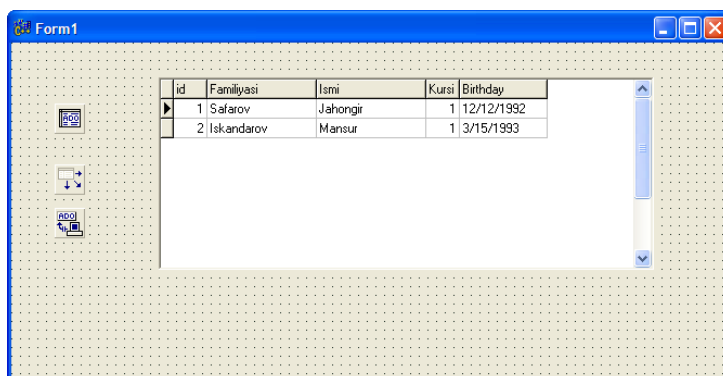 Form1
id Familiyasi Ismi Kursi Birthday
1 Safarov Jahongir 1 12/12/1992
2 Iskandarov Mansur 1 3/15/1993
ADO
ADO